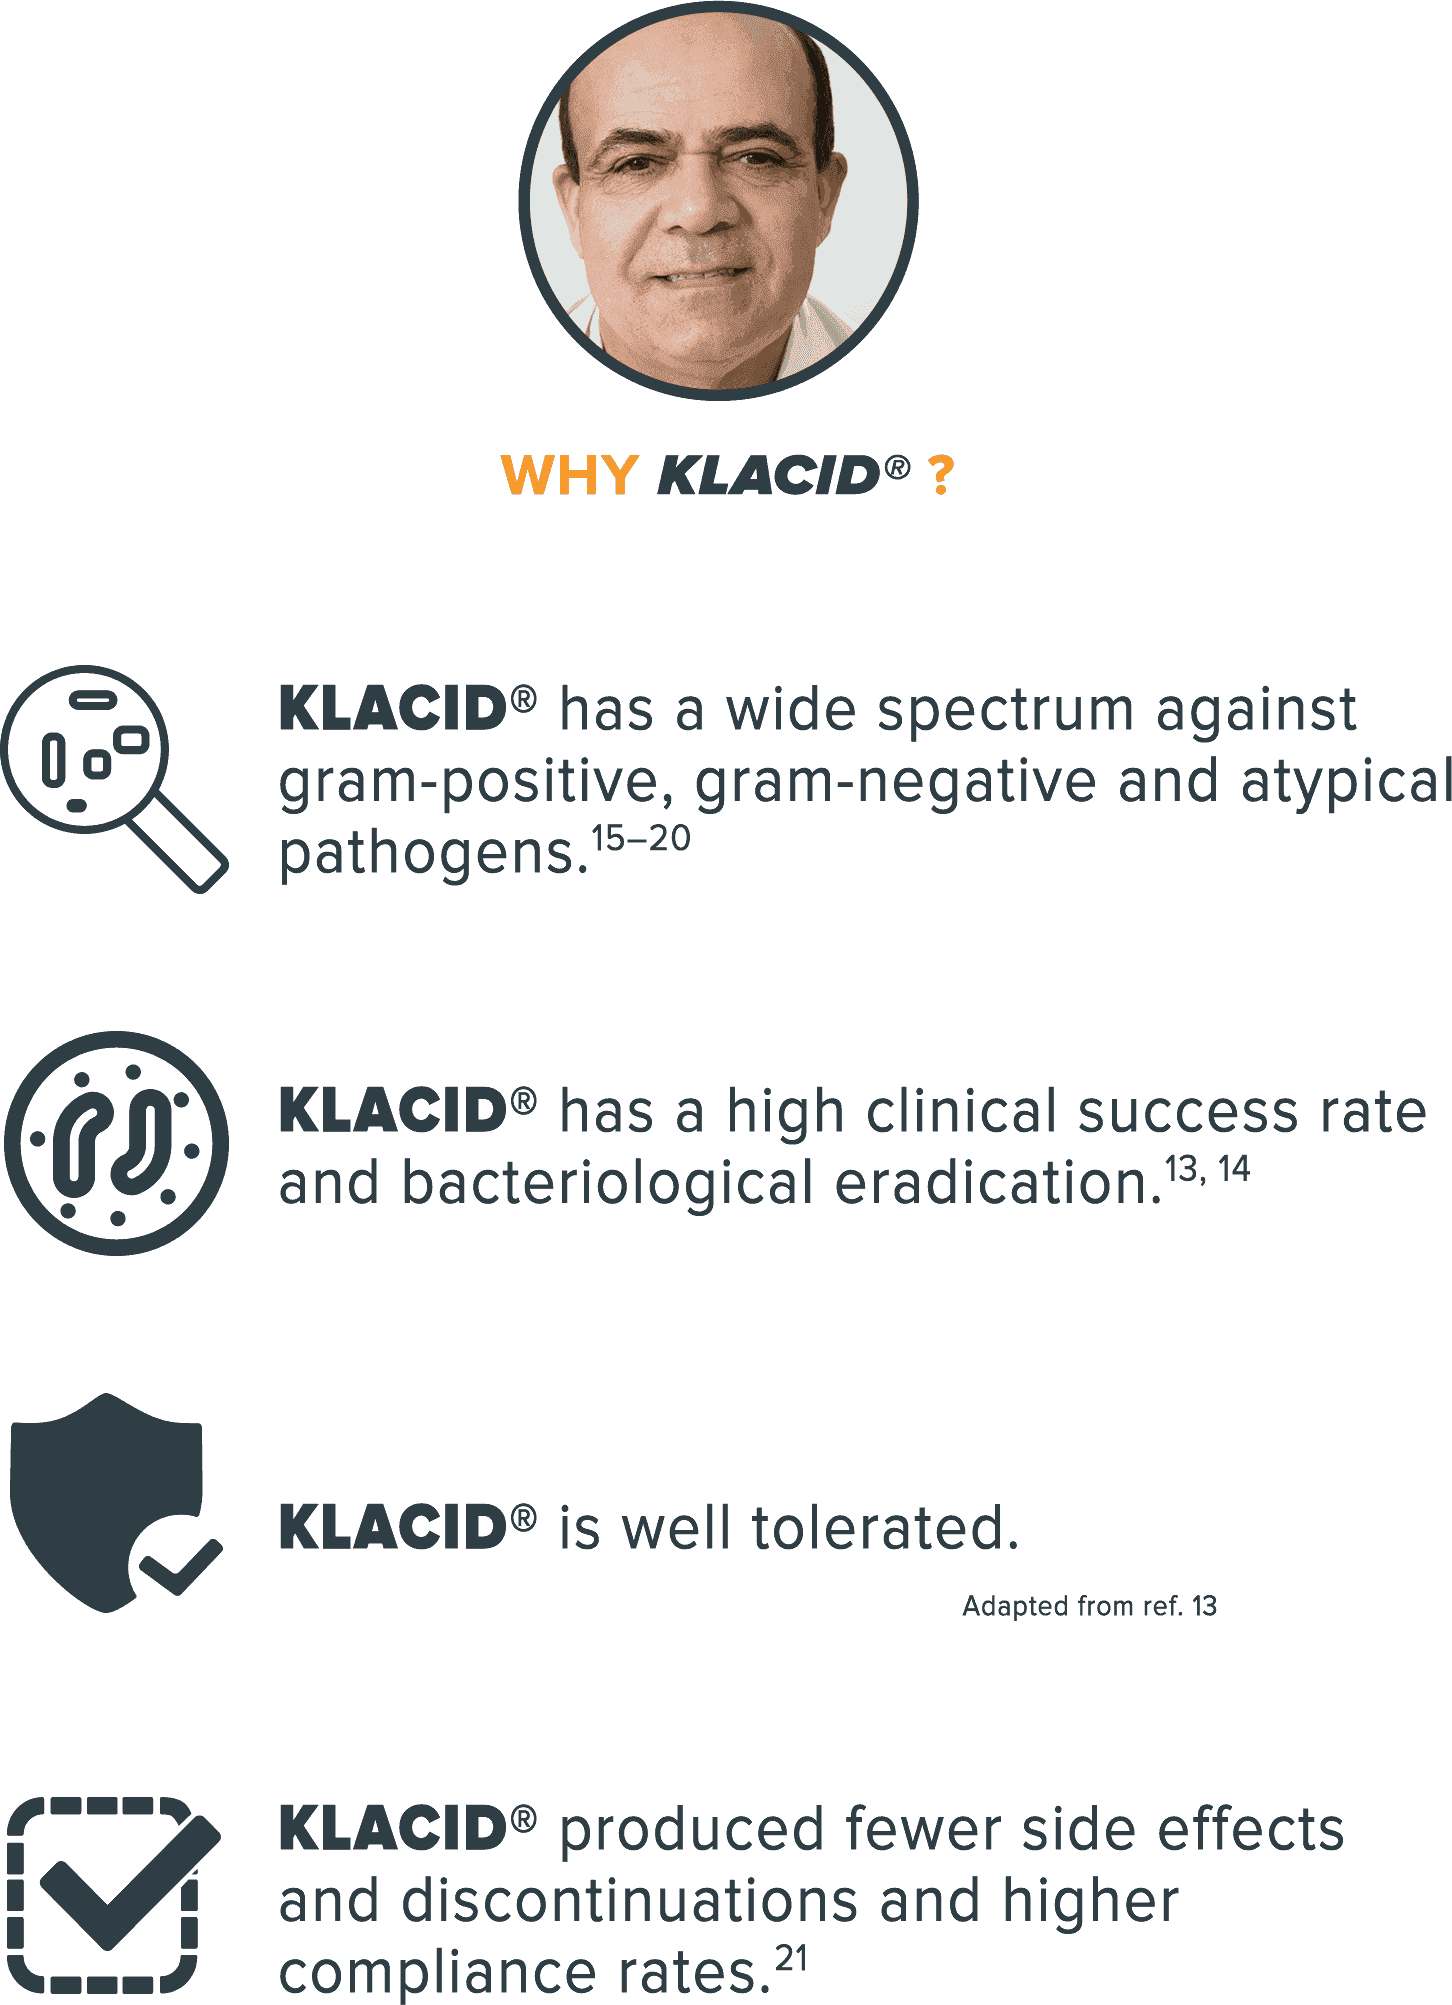 WHY KLACID® ?
KLACID® has a wide spectrum against
gram-positive, gram-negative and atypical
pathogens.15–20
KLACID® has a high clinical success rate
and bacteriological eradication.13, 14
KLACID® is well tolerated.
Adapted from ref. 13
KLACID® produced fewer side effects
and discontinuations and higher
compliance rates.21